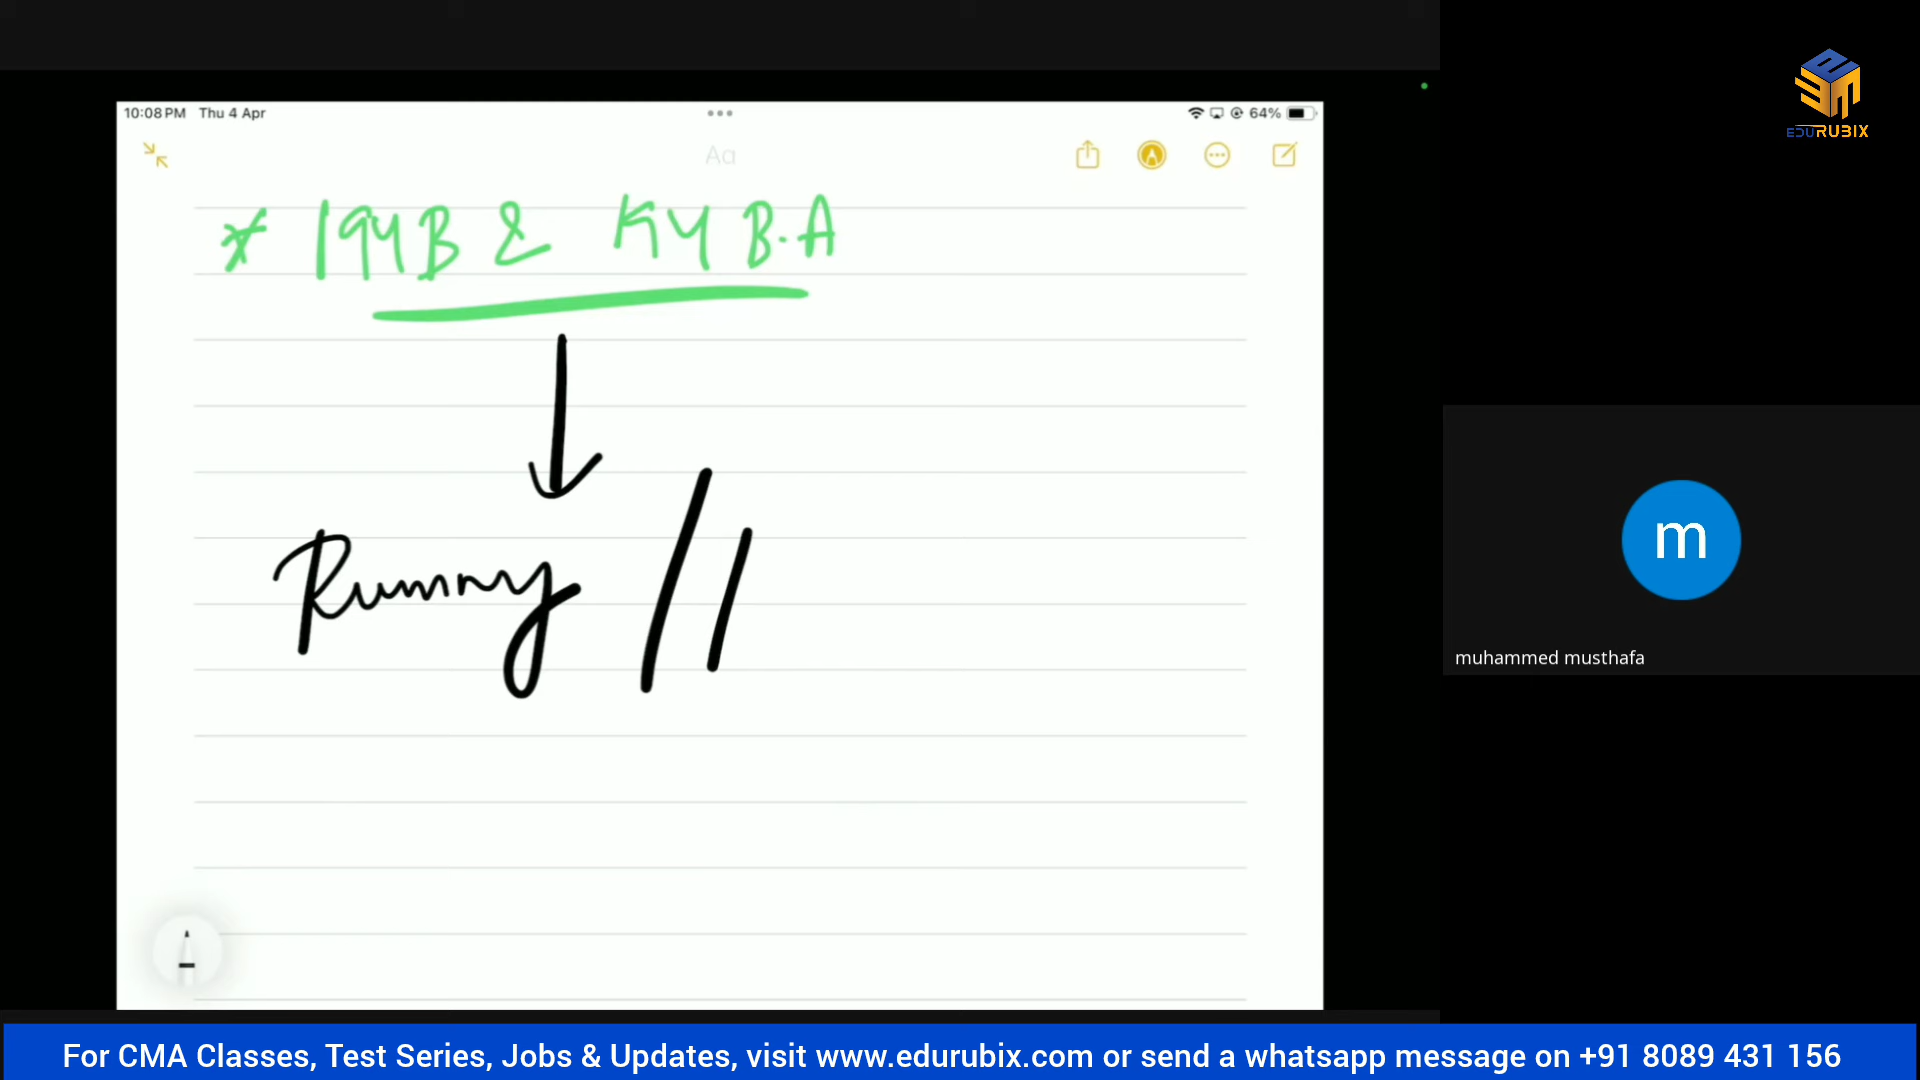 10:08 PM Thu 4 Apr
64%
Aa
EDURUBIX
* 194B & KYB.A
Rummy //
m
muhammed musthafa
For CMA Classes, Test Series, Jobs & Updates, visit www.edurubix.com or send a whatsapp message on +91 8089 431 156